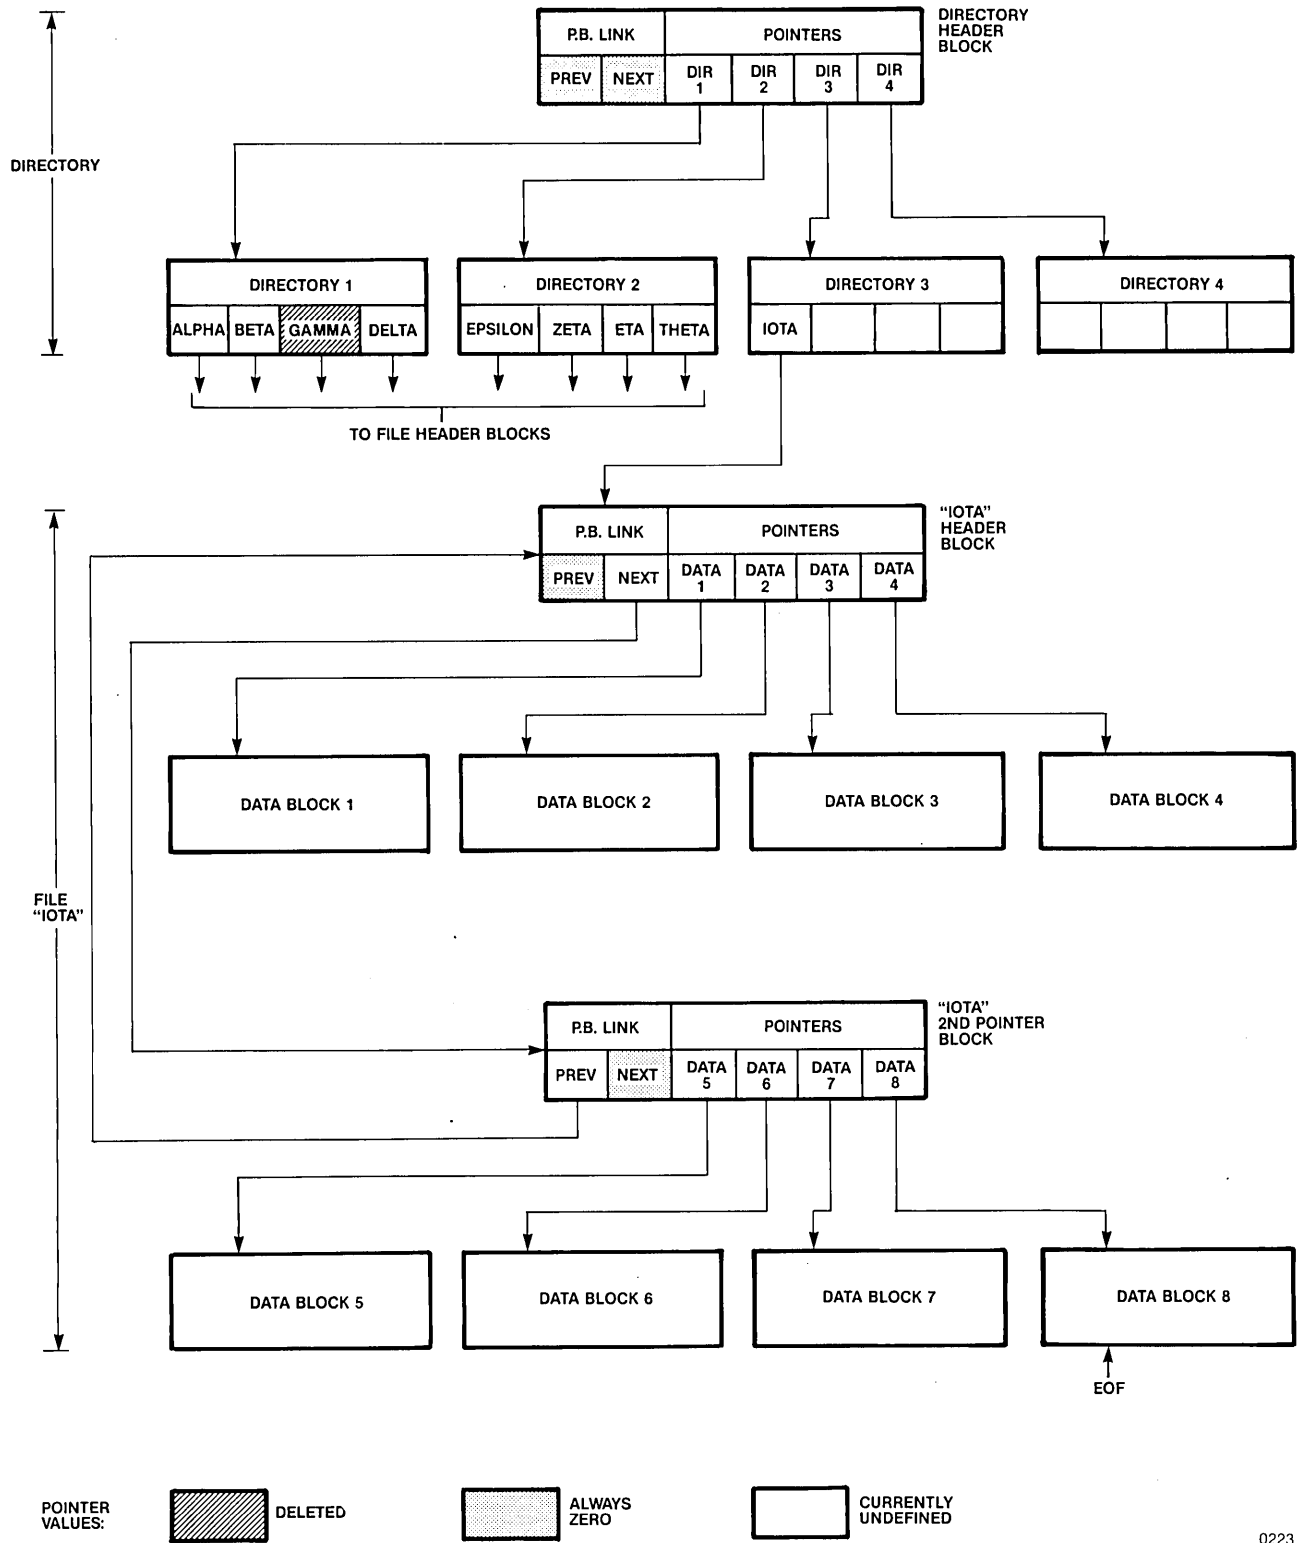 DIRECTORY
HEADER
BLOCK
P.B. LINK
POINTERS
PREV
NEXT
DIR
1
DIR
2
DIR
3
DIR
4
DIRECTORY
DIRECTORY 1
ALPHA
BETA
GAMMA
DELTA
DIRECTORY 2
EPSILON
ZETA
ETA
THETA
DIRECTORY 3
IOTA
DIRECTORY 4
TO FILE HEADER BLOCKS
"IOTA"
HEADER
BLOCK
P.B. LINK
POINTERS
PREV
NEXT
DATA
1
DATA
2
DATA
3
DATA
4
DATA BLOCK 1
DATA BLOCK 2
DATA BLOCK 3
DATA BLOCK 4
FILE
"IOTA"
"IOTA"
2ND POINTER
BLOCK
P.B. LINK
POINTERS
PREV
NEXT
DATA
5
DATA
6
DATA
7
DATA
8
DATA BLOCK 5
DATA BLOCK 6
DATA BLOCK 7
DATA BLOCK 8
EOF
POINTER
VALUES:
DELETED
ALWAYS
ZERO
CURRENTLY
UNDEFINED
0223